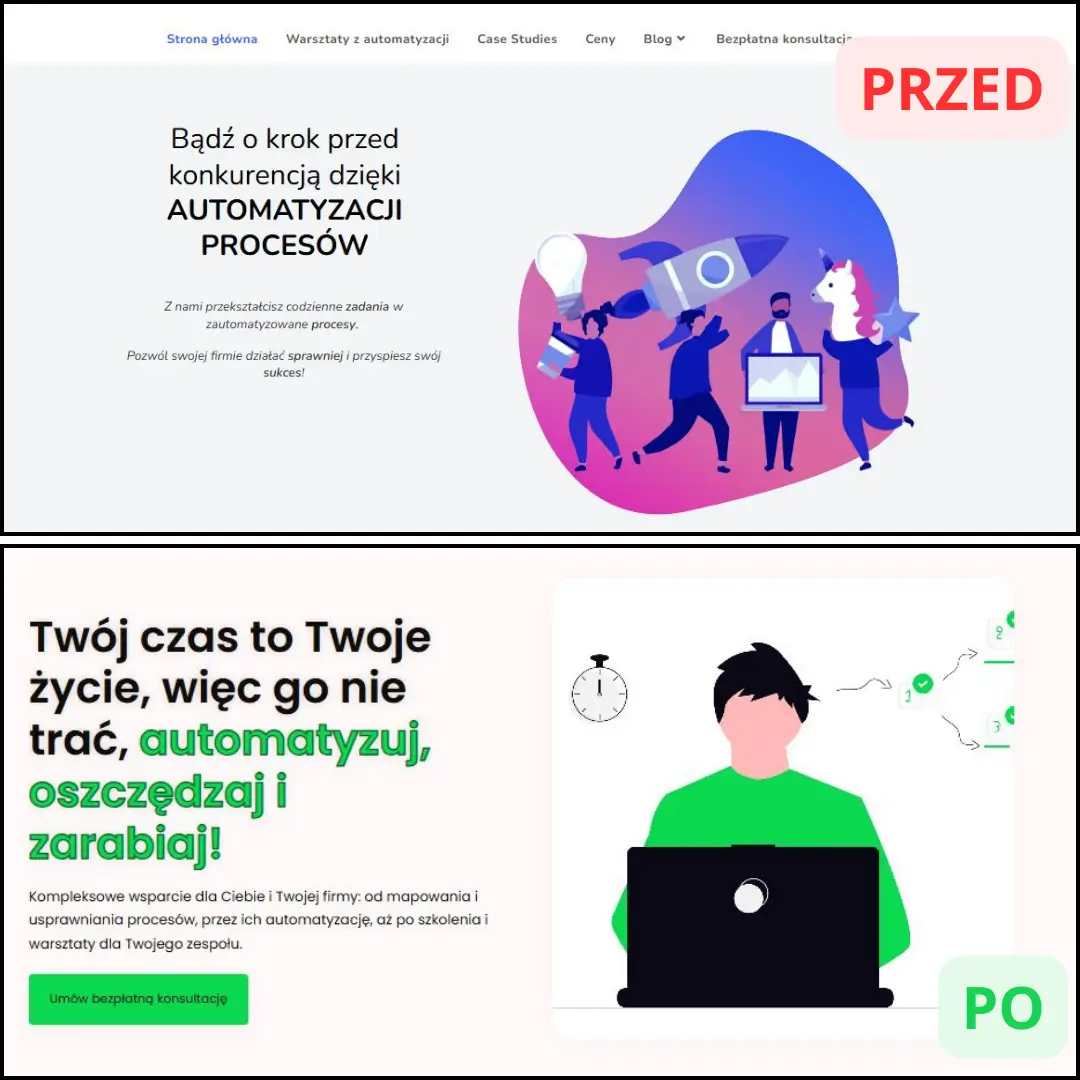 Strona główna Warsztaty z automatyzacji Case Studies Ceny Blog Bezpłatna konsultacja
PRZED
Bądź o krok przed
konkurencją dzięki
AUTOMATYZACJI
PROCESÓW
Z nami przekształcisz codzienne zadania w
zautomatyzowane procesy.
Pozwól swojej firmie działać sprawniej i przyspiesz swój
sukces!
Twój czas to Twoje
życie, więc go nie
trać, automatyzuj,
oszczędzaj i
zarabiaj!
Kompleksowe wsparcie dla Ciebie i Twojej firmy: od mapowania i
usprawniania procesów, przez ich automatyzację, aż po szkolenia i
warsztaty dla Twojego zespołu.
Umów bezpłatną konsultację
1
2
3
PO